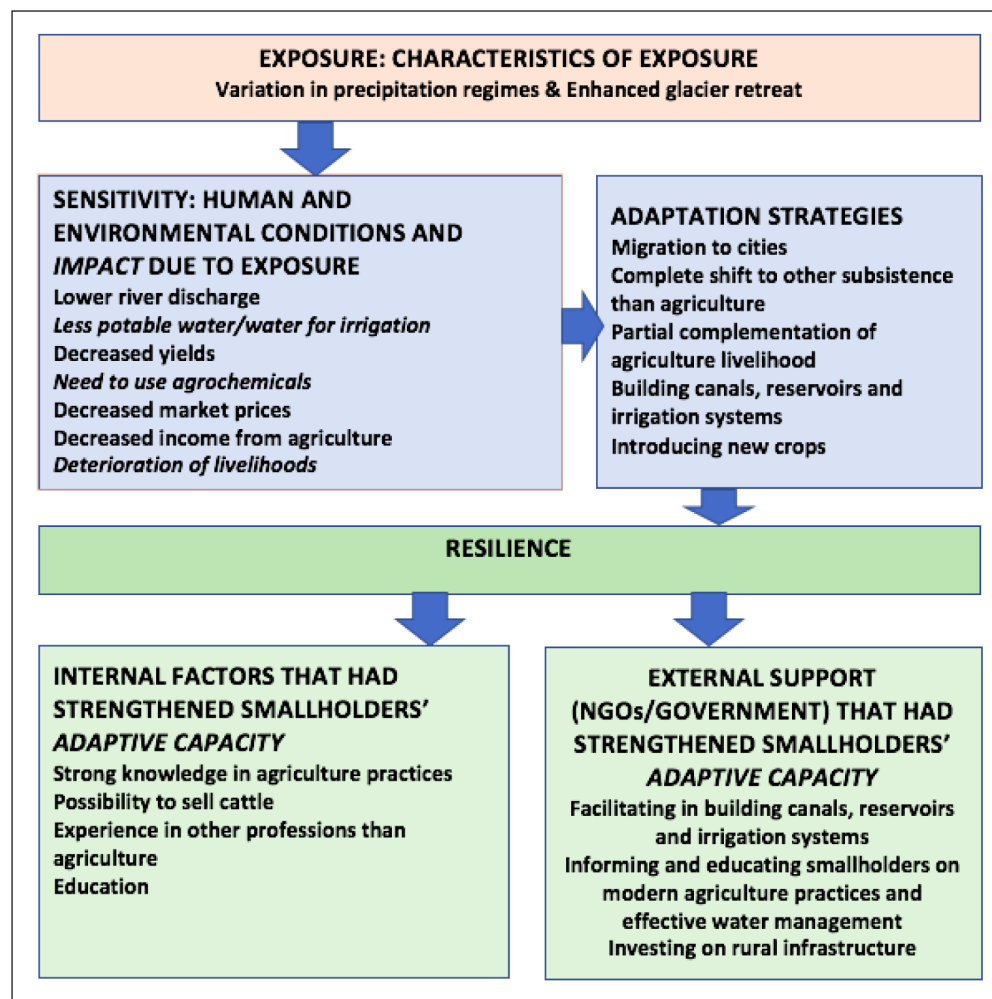 EXPOSURE: CHARACTERISTICS OF EXPOSURE
Variation in precipitation regimes & Enhanced glacier retreat
SENSITIVITY: HUMAN AND
ENVIRONMENTAL CONDITIONS AND
IMPACT DUE TO EXPOSURE
Lower river discharge
Less potable water/water for irrigation
Decreased yields
Need to use agrochemicals
Decreased market prices
Decreased income from agriculture
Deterioration of livelihoods
ADAPTATION STRATEGIES
Migration to cities
Complete shift to other subsistence
than agriculture
Partial complementation of
agriculture livelihood
Building canals, reservoirs and
irrigation systems
Introducing new crops
RESILIENCE
INTERNAL FACTORS THAT HAD
STRENGTHENED SMALLHOLDERS’
ADAPTIVE CAPACITY
Strong knowledge in agriculture practices
Possibility to sell cattle
Experience in other professions than
agriculture
Education
EXTERNAL SUPPORT
(NGOs/GOVERNMENT) THAT HAD
STRENGTHENED SMALLHOLDERS’
ADAPTIVE CAPACITY
Facilitating in building canals, reservoirs
and irrigation systems
Informing and educating smallholders on
modern agriculture practices and
effective water management
Investing on rural infrastructure